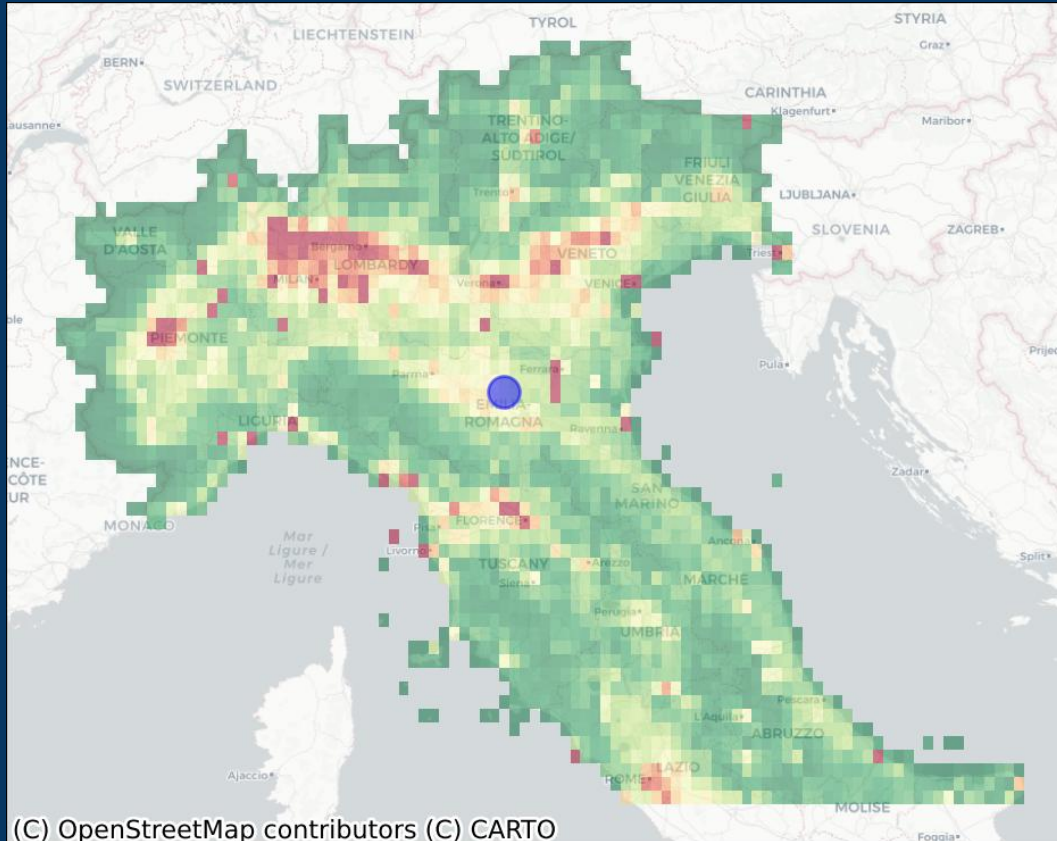 TYROL
STYRIA
LIECHTENSTEIN
Graz
BERN
SWITZERLAND
CARINTHIA
Klagenfurt
Maribor
TRENTINO-
ALTO ADIGE/
SÜDTIROL
FRIULI
VENEZIA
GIULIA
Trento
LJUBLJANA
SLOVENIA
ZAGREB
VALLE
D'AOSTA
Bergamo
LOMBARDY
VENETO
Triest
MILAN
Verona
VENICE
PIEMONTE
Pula
Parma
Ferrara
EMILIA-
ROMAGNA
LIGURIA
Ravenna
CÔTE
Zadar
SAN
MARINO
MONACO
FLORENCE
Pisa
Mar
Ligure /
Mer
Ligure
Livorno
Ancona
Split
TUSCANY
Arezzo
Siena
MARCHE
Perugia
UMBRIA
Pescara
L'Aquila
ABRUZZO
LAZIO
ROME
Ajaccio
MOLISE
Foggia
(C) OpenStreetMap contributors (C) CARTO